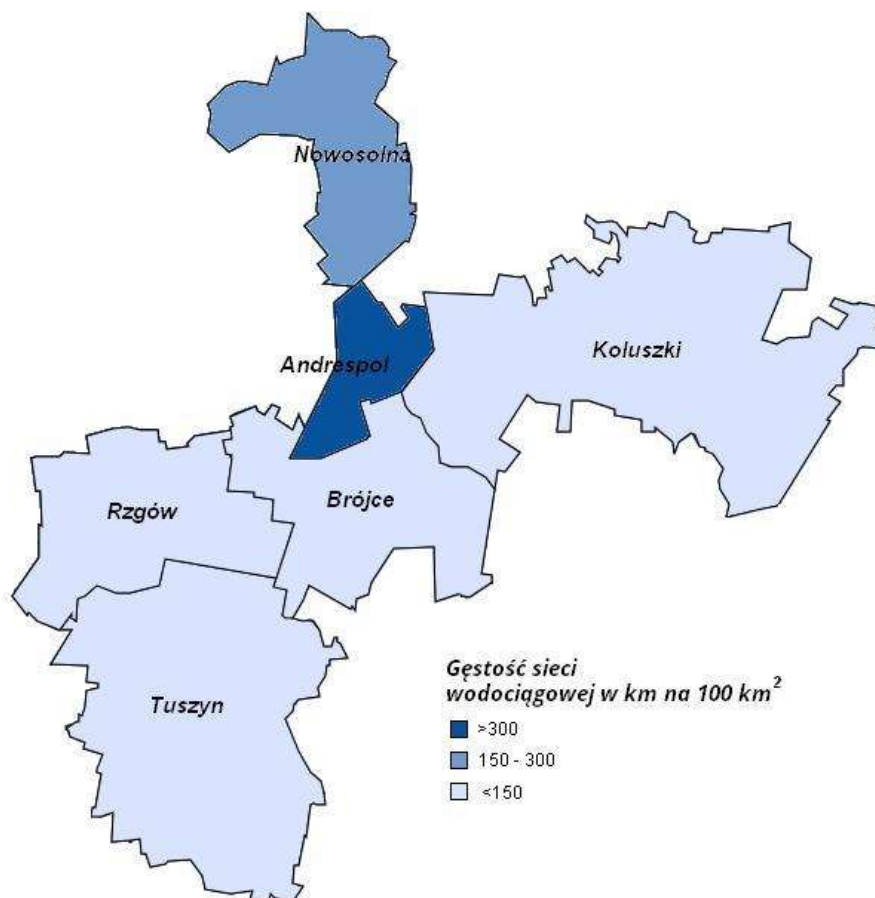 Nowosolna
Andrespol
Koluszki
Rzgów
Brójce
Tuszyn
Gęstość sieci
wodociągowej w km na 100 km²
>300
150 - 300
<150